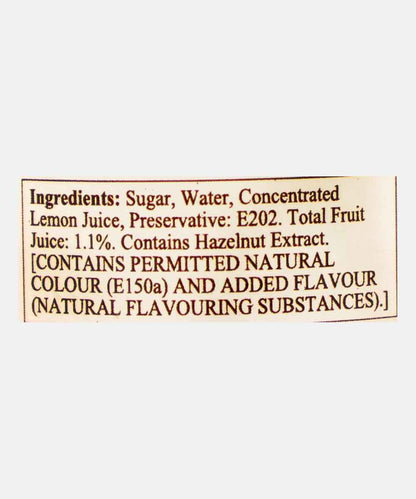 Ingredients: Sugar, Water, Concentrated
Lemon Juice, Preservative: E202. Total Fruit
Juice: 1.1%. Contains Hazelnut Extract.
[CONTAINS PERMITTED NATURAL
COLOUR (E150a) AND ADDED FLAVOUR
(NATURAL FLAVOURING SUBSTANCES).]